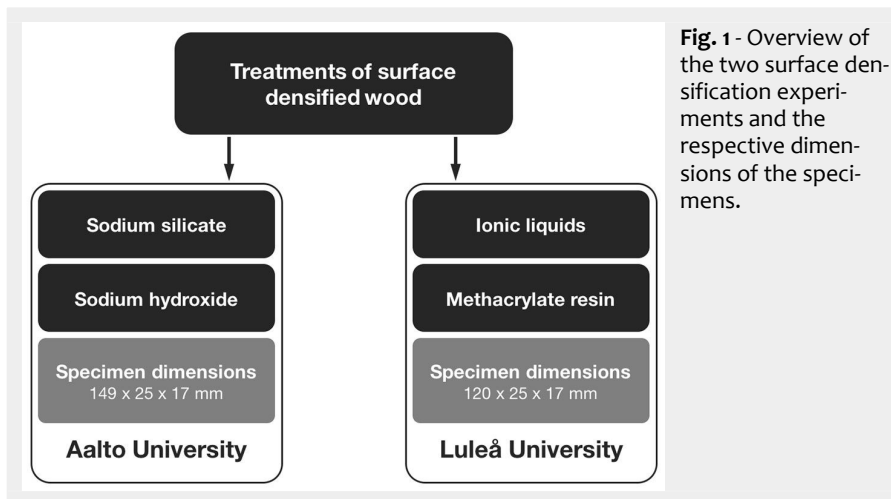 Treatments of surface
densified wood
Sodium silicate
Sodium hydroxide
Specimen dimensions
149 x 25 x 17 mm
Aalto University
Ionic liquids
Methacrylate resin
Specimen dimensions
120 x 25 x 17 mm
Luleå University
Fig. 1 - Overview of
the two surface den-
sification experi-
ments and the
respective dimen-
sions of the speci-
mens.